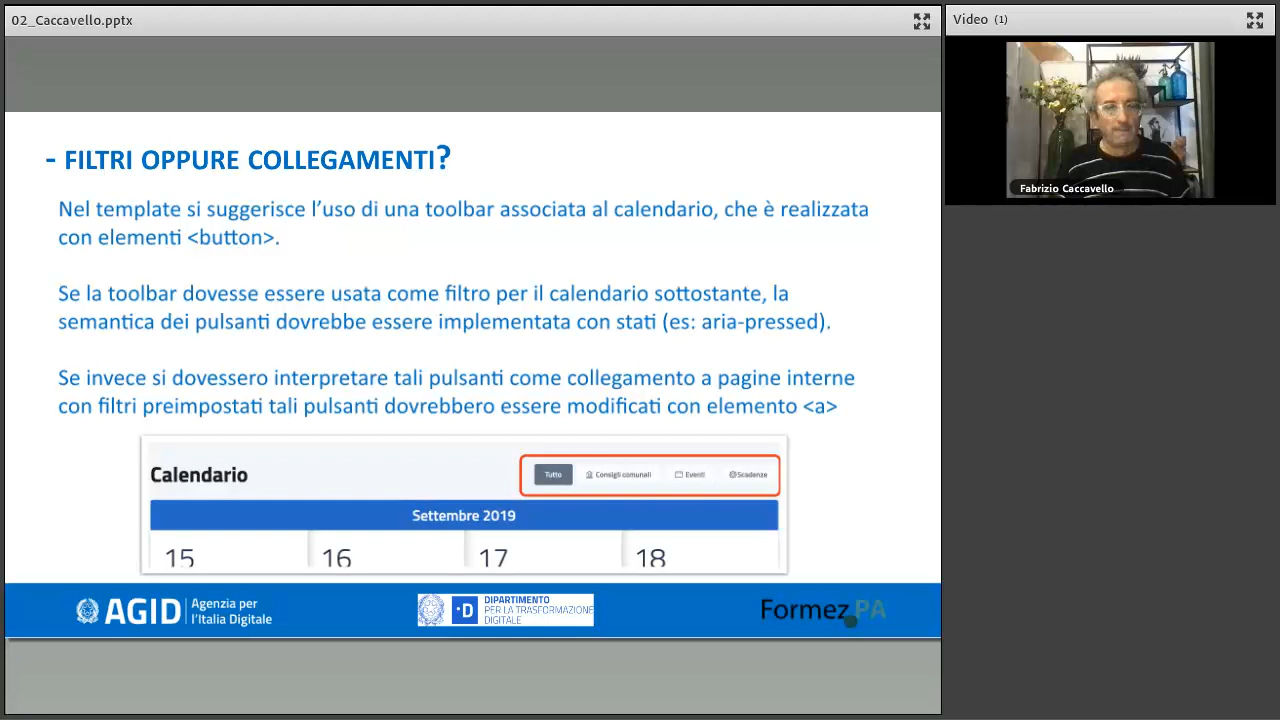 02_Caccavello.pptx
Video (1)
Fabrizio Caccavello
- FILTRI OPPURE COLLEGAMENTI?
Nel template si suggerisce l’uso di una toolbar associata al calendario, che è realizzata
con elementi <button>.
Se la toolbar dovesse essere usata come filtro per il calendario sottostante, la
semantica dei pulsanti dovrebbe essere implementata con stati (es: aria-pressed).
Se invece si dovessero interpretare tali pulsanti come collegamento a pagine interne
con filtri preimpostati tali pulsanti dovrebbero essere modificati con elemento <a>
Calendario
Tutto
Consigli comunali
Eventi
Scadenze
Settembre 2019
15
16
17
18
AGID
Agenzia per
l’Italia Digitale
·D
DIPARTIMENTO
PER LA TRASFORMAZIONE
DIGITALE
Formez PA